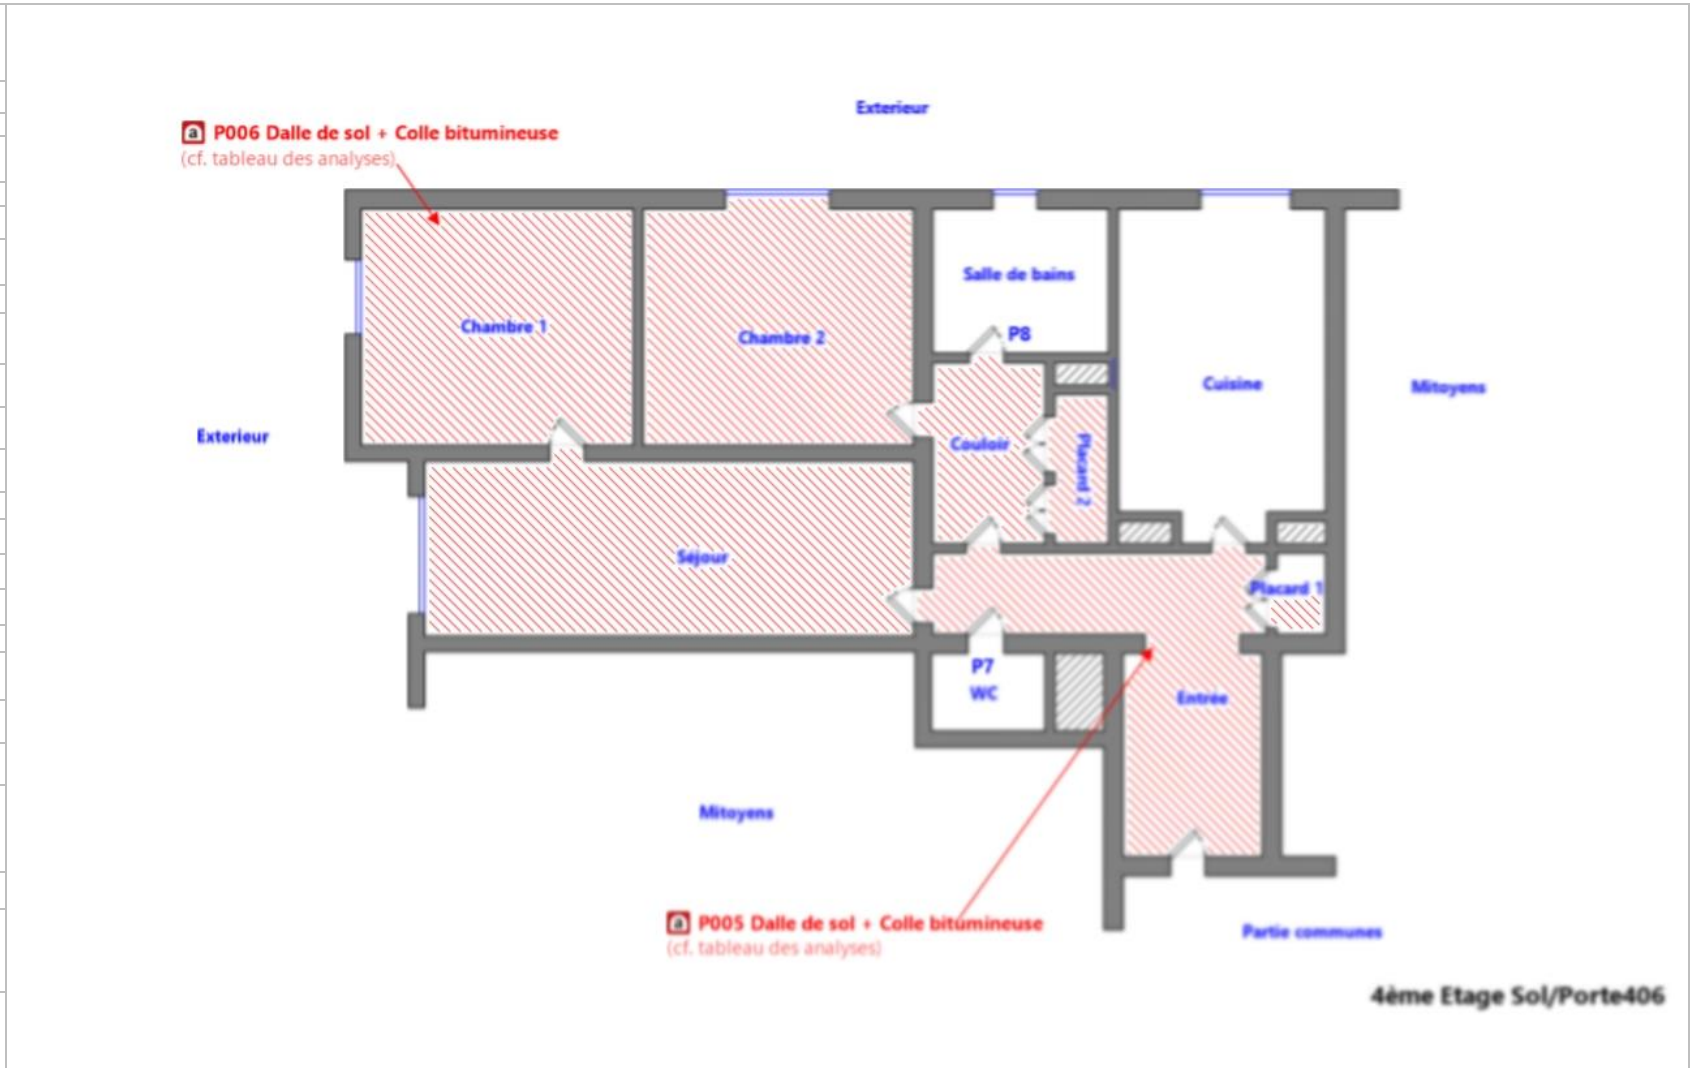 Exterieur
a P006 Dalle de sol + Colle bitumineuse
(cf. tableau des analyses)
Salle de bains
Chambre 1
P8
Chambre 2
Cuisine
Mitoyens
Exterieur
Couloir
Placard 2
Séjour
Placard 1
P7
WC
Entrée
Mitoyens
a P005 Dalle de sol + Colle bitumineuse
(cf. tableau des analyses)
Partie communes
4ème Etage Sol/Porte406